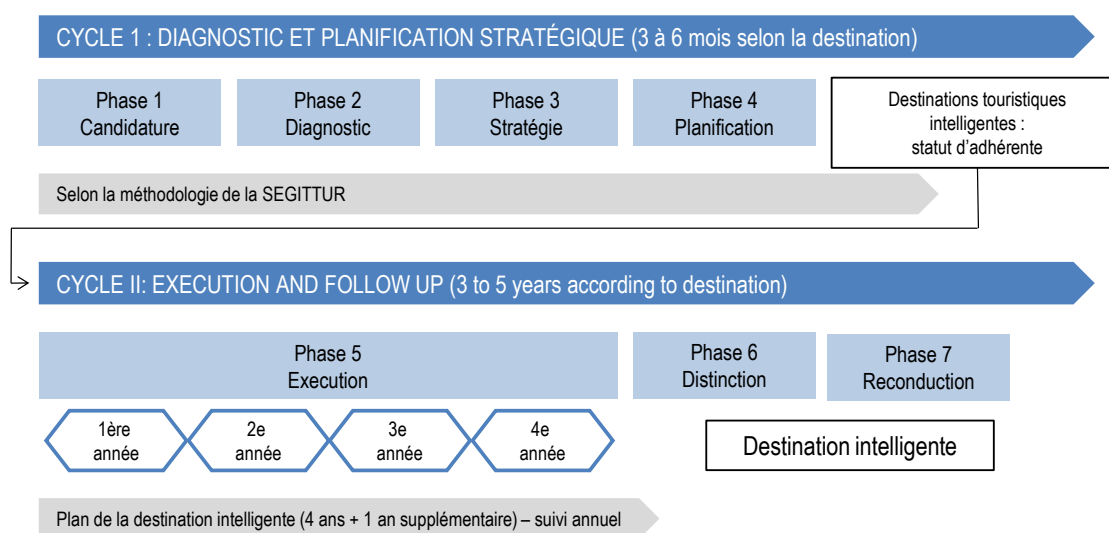 CYCLE 1 : DIAGNOSTIC ET PLANIFICATION STRATÉGIQUE (3 à 6 mois selon la destination)
Phase 1
Candidature
Phase 2
Diagnostic
Phase 3
Stratégie
Phase 4
Planification
Destinations touristiques
intelligentes :
statut d’adhérente
Selon la méthodologie de la SEGITTUR
CYCLE II: EXECUTION AND FOLLOW UP (3 to 5 years according to destination)
Phase 5
Execution
Phase 6
Distinction
Phase 7
Reconduction
1ère
année
2e
année
3e
année
4e
année
Destination intelligente
Plan de la destination intelligente (4 ans + 1 an supplémentaire) – suivi annuel